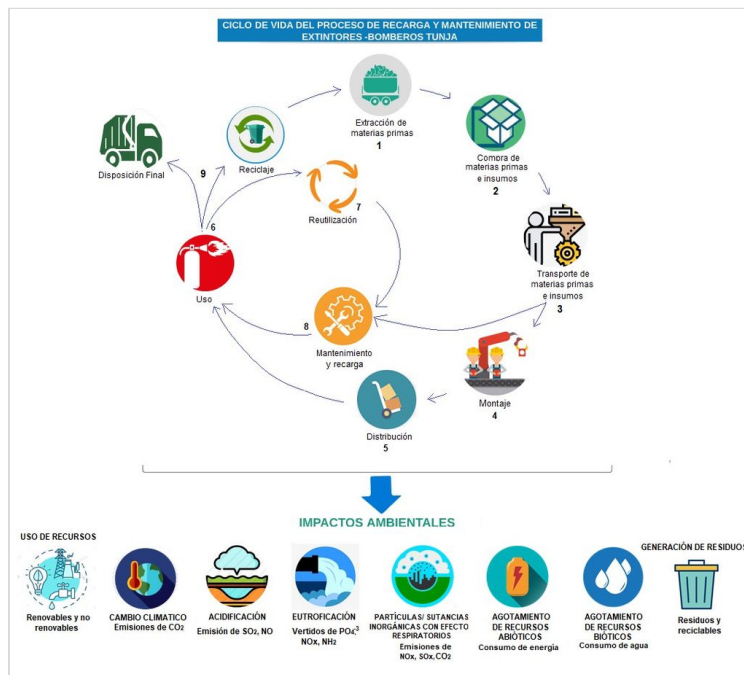 CICLO DE VIDA DEL PROCESO DE RECARGA Y MANTENIMIENTO DE
EXTINTORES -BOMBEROS TUNJA
Extracción de
materias primas
1
Compra de
materias primas
e insumos
2
Transporte de
materias primas
e insumos
3
Montaje
4
Distribución
5
Uso
6
Reutilización
7
Mantenimiento
y recarga
8
Reciclaje
9
Disposición Final
IMPACTOS AMBIENTALES
USO DE RECURSOS
Renovables y no
renovables
CAMBIO CLIMATICO
Emisiones de CO₂
ACIDIFICACIÓN
Emisión de SO₂, NO
EUTROFICACIÓN
Vertidos de PO₄,³
NOx, NH₂
PARTÍCULAS/ SUTANCIAS
INORGÁNICAS CON EFECTO
RESPIRATORIOS
Emisiones de
NOx, SOx, CO₂
AGOTAMIENTO
DE RECURSOS
ABIÒTICOS
Consumo de energía
AGOTAMIENTO
DE RECURSOS
BIÒTICOS
Consumo de agua
GENERACIÓN DE RESIDUOS
Residuos y
reciclables